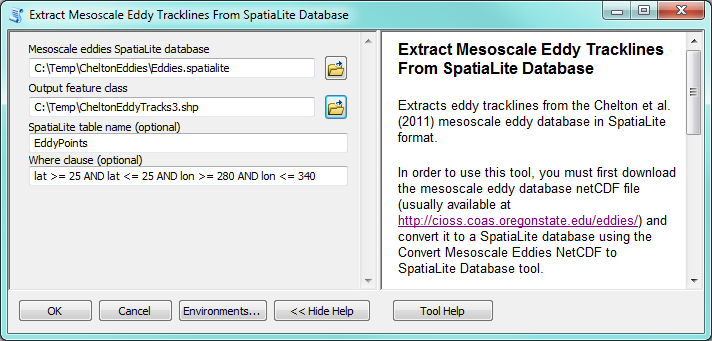 Extract Mesoscale Eddy Tracklines From SpatiaLite Database
Mesoscale eddies SpatiaLite database
C:\Temp\CheltonEddies\Eddies.spatialite
Output feature class
C:\Temp\CheltonEddyTracks3.shp
SpatiaLite table name (optional)
EddyPoints
Where clause (optional)
lat >= 25 AND lat <= 25 AND lon >= 280 AND lon <= 340
Extract Mesoscale Eddy Tracklines
From SpatiaLite Database
Extracts eddy tracklines from the Chelton et al.
(2011) mesoscale eddy database in SpatiaLite
format.
In order to use this tool, you must first download
the mesoscale eddy database netCDF file
(usually available at
http://cioss.coas.oregonstate.edu/eddies/) and
convert it to a SpatiaLite database using the
Convert Mesoscale Eddies NetCDF to
SpatiaLite Database tool.
OK
Cancel
Environments...
<< Hide Help
Tool Help